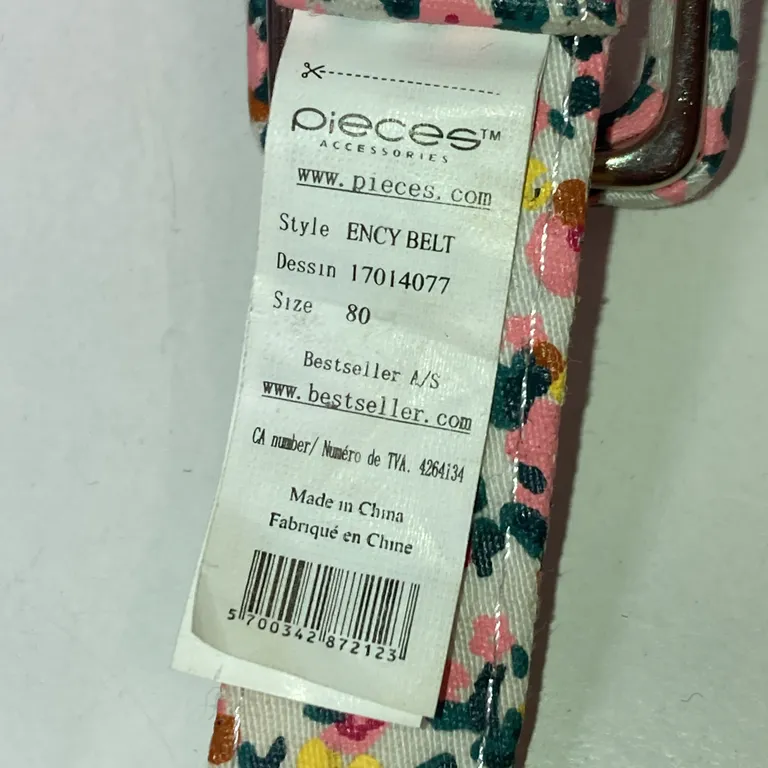 Pieces™
ACCESSORIES
www.pieces.com
Style ENCY BELT
Dessin 17014077
Size 80
Bestseller A/S
www.bestseller.com
CA number/ Numéro de TVA. 4264134
Made in China
Fabriqué en Chine
5 700342 872123